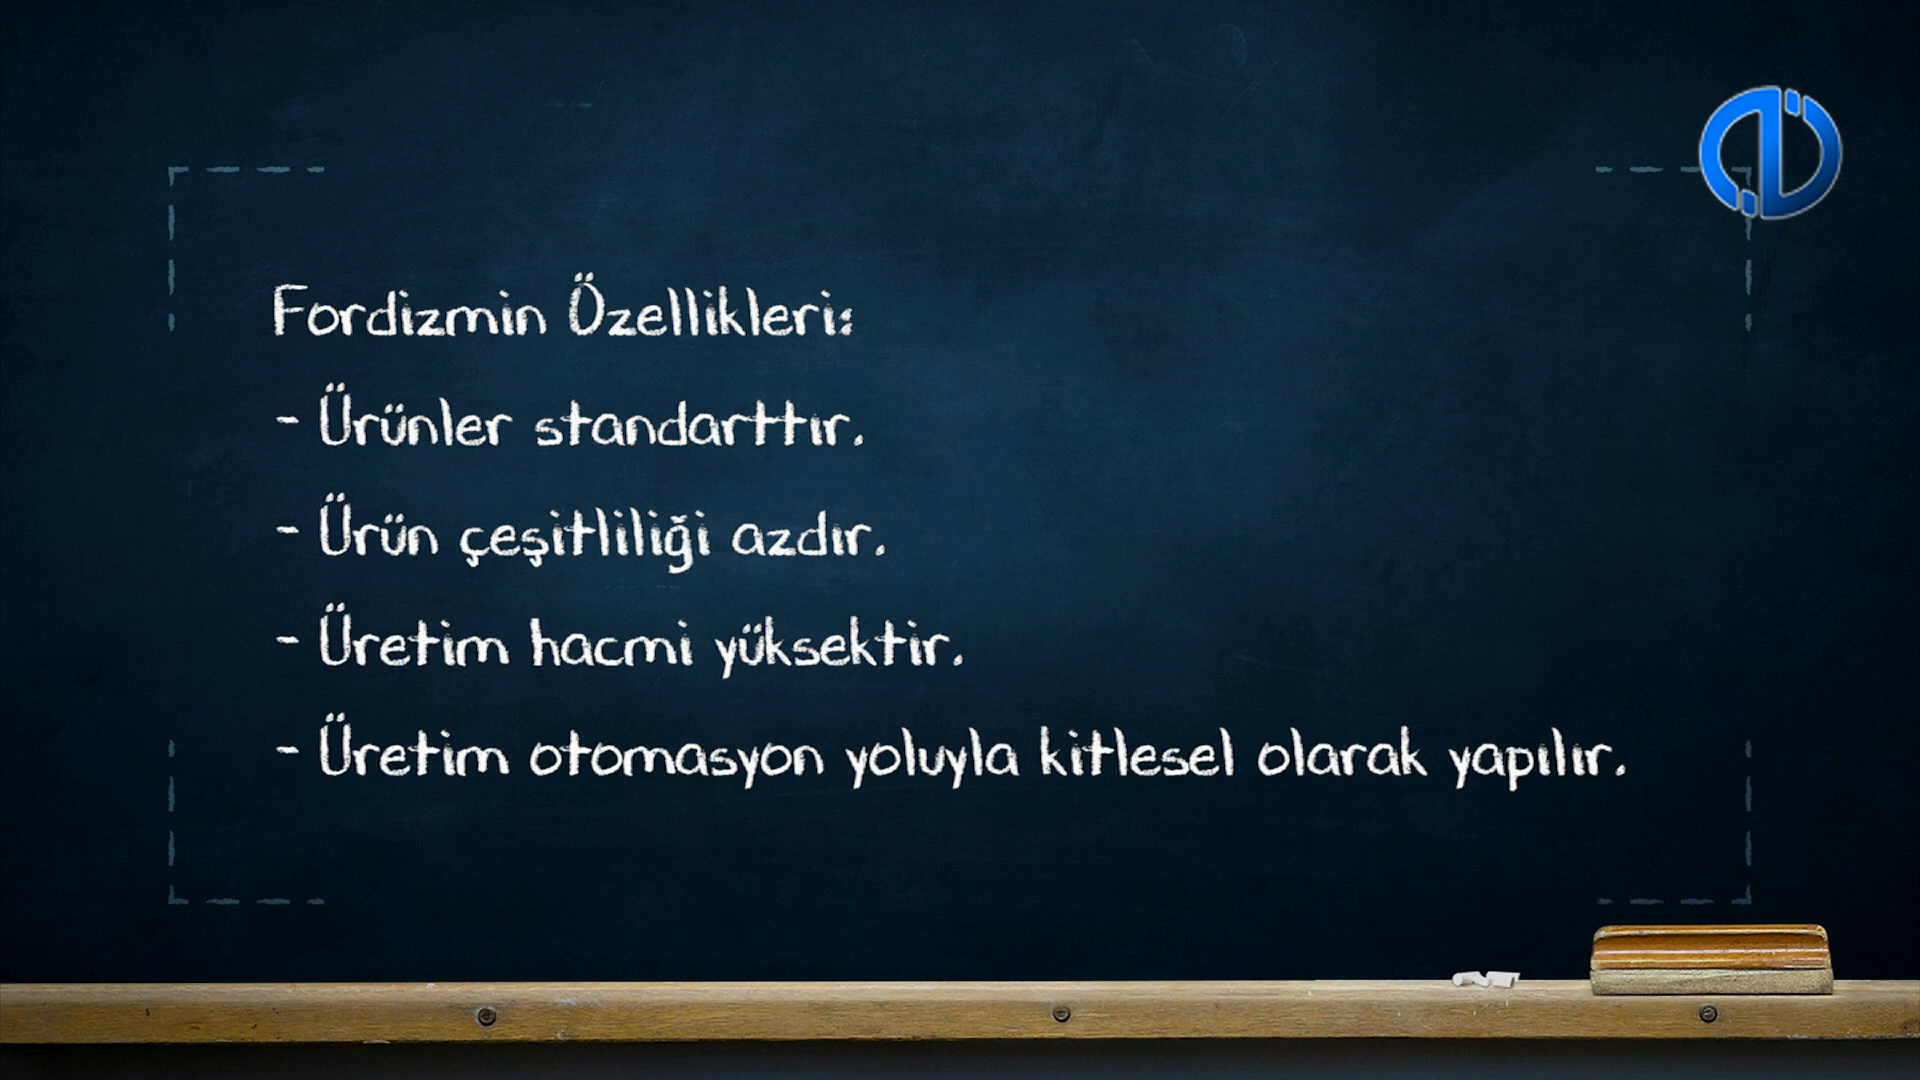 Fordizmin Özellikleri:
- Ürünler standarttır.
- Ürün çeşitliliği azdır.
- Üretim hacmi yüksektir.
- Üretim otomasyon yoluyla kitlesel olarak yapılır.